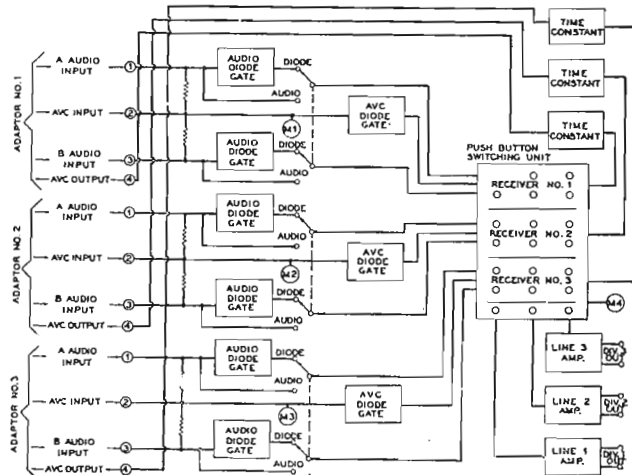 TIME
CONSTANT
TIME
CONSTANT
TIME
CONSTANT
ADAPTOR NO.1
A AUDIO
INPUT
1
AVC INPUT
2
B AUDIO
INPUT
3
AVC OUTPUT
4
AUDIO
DIODE
GATE
DIODE
AUDIO
M1
AVC
DIODE
GATE
AUDIO
DIODE
GATE
DIODE
AUDIO
ADAPTOR NO. 2
A AUDIO
INPUT
1
AVC INPUT
2
B AUDIO
INPUT
3
AVC OUTPUT
4
AUDIO
DIODE
GATE
DIODE
AUDIO
M2
AVC
DIODE
GATE
AUDIO
DIODE
GATE
DIODE
AUDIO
ADAPTOR NO.3
A AUDIO
INPUT
1
AVC INPUT
2
B AUDIO
INPUT
3
AVC OUTPUT
4
AUDIO
DIODE
GATE
DIODE
AUDIO
M3
AVC
DIODE
GATE
AUDIO
DIODE
GATE
DIODE
AUDIO
PUSH BUTTON
SWITCHING UNIT
RECEIVER NO. 1
RECEIVER NO. 2
RECEIVER NO. 3
M4
LINE 3
AMP.
DIV.
OUT
LINE 2
AMP.
DIV. 2
OUT
LINE 1
AMP.
DIV. 1
OUT